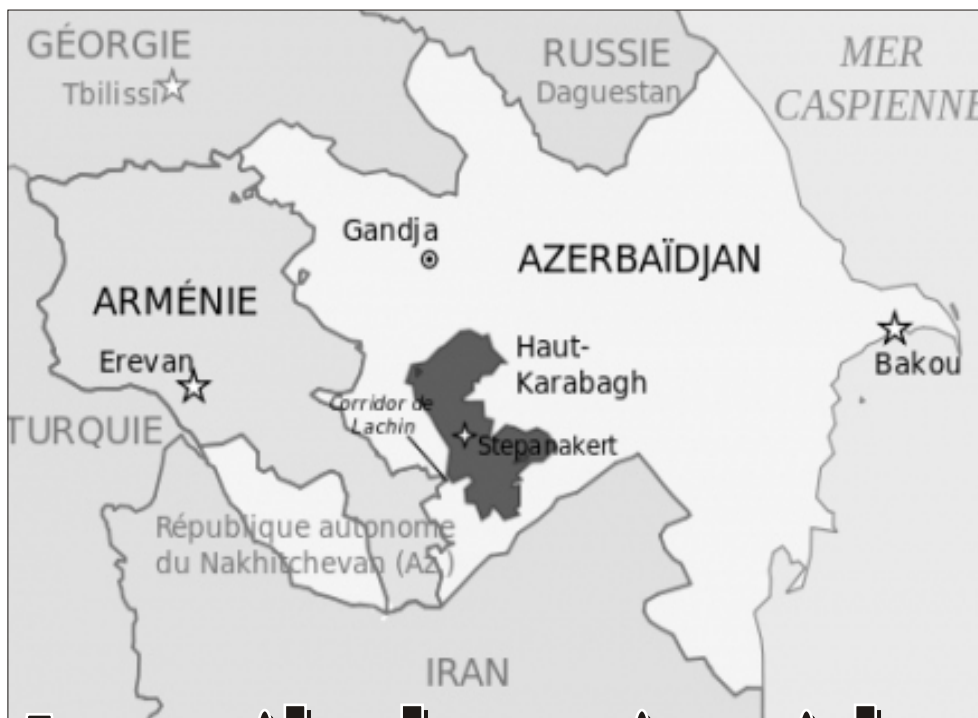 GÉORGIE
Tbilissi
RUSSIE
Daguestan
MER
CASPIENNE
Gandja
AZERBAÏDJAN
ARMÉNIE
Erevan
Haut-
Karabagh
Bakou
Corridor de
Lachin
TURQUIE
Stepanakert
République autonome
du Nakhitchevan (Az.)
IRAN